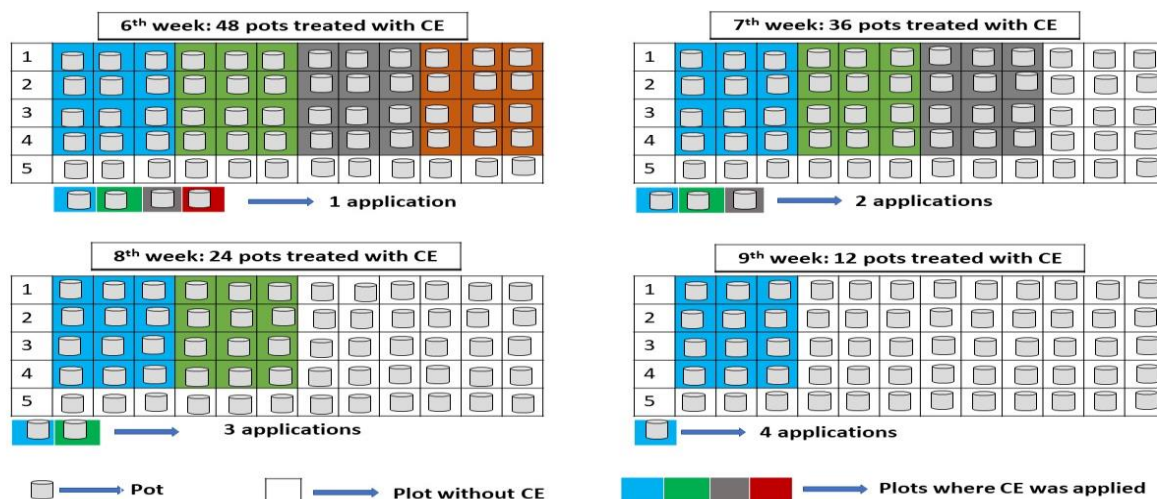 6th week: 48 pots treated with CE
1
2
3
4
5
1 application
7th week: 36 pots treated with CE
1
2
3
4
5
2 applications
8th week: 24 pots treated with CE
1
2
3
4
5
3 applications
9th week: 12 pots treated with CE
1
2
3
4
5
4 applications
Pot
Plot without CE
Plots where CE was applied